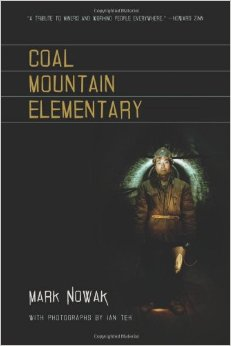 "A TRIBUTE TO MINERS AND WORKING PEOPLE EVERYWHERE." —HOWARD ZINN
COAL
MOUNTAIN
ELEMENTARY
MARK NOWAK
WITH PHOTOGRAPHS BY IAN TEH